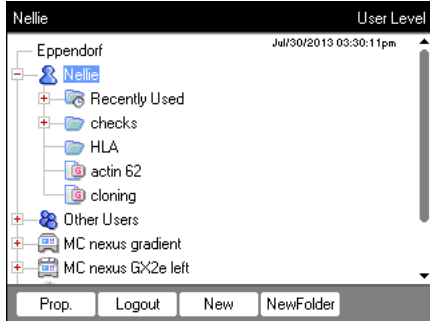 Nellie User Level
Eppendorf Jul/30/2013 03:30:11pm
Nellie
Recently Used
checks
HLA
actin 62
cloning
Other Users
MC nexus gradient
MC nexus GX2e left
Prop. Logout New NewFolder